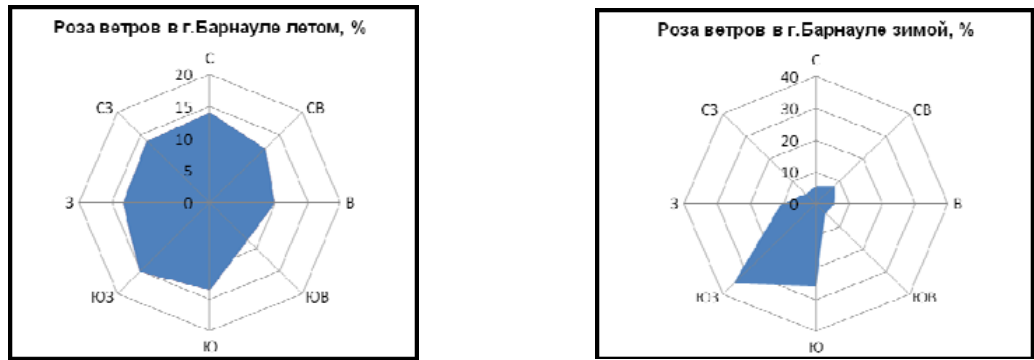 Роза ветров в г.Барнауле летом, %
С
20
СЗ
СВ
15
10
5
З
0
В
ЮЗ
ЮВ
Ю
Роза ветров в г.Барнауле зимой, %
С
40
СЗ
СВ
30
20
10
З
0
В
ЮЗ
ЮВ
Ю